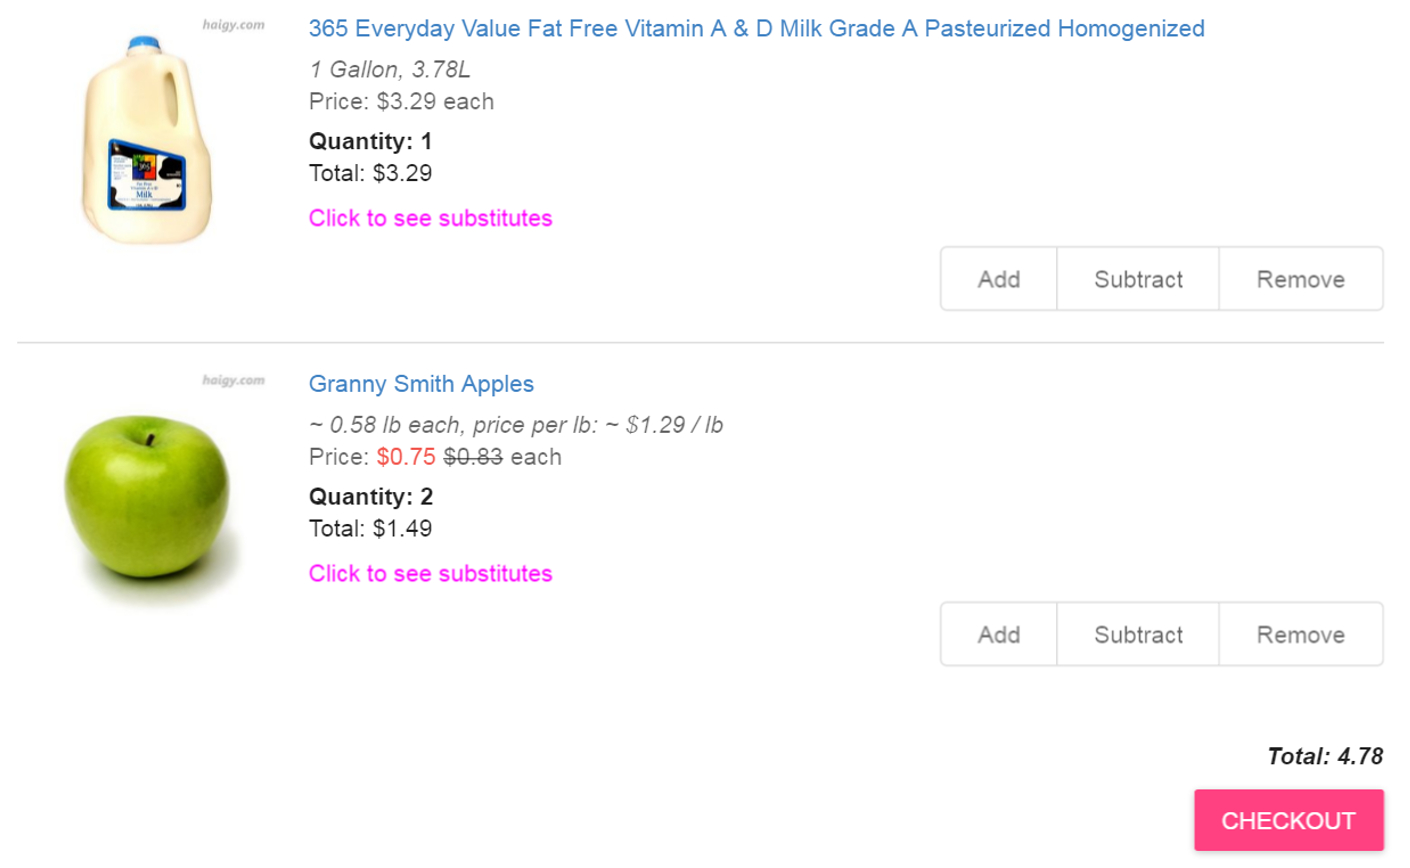 haigy.com
365 Everyday Value Fat Free Vitamin A & D Milk Grade A Pasteurized Homogenized
1 Gallon, 3.78L
Price: $3.29 each
Quantity: 1
Total: $3.29
365
Milk
Click to see substitutes
Add Subtract Remove
haigy.com
Granny Smith Apples
~ 0.58 lb each, price per lb: ~ $1.29 / lb
Price: $0.75 $0.83 each
Quantity: 2
Total: $1.49
Click to see substitutes
Add Subtract Remove
Total: 4.78
CHECKOUT